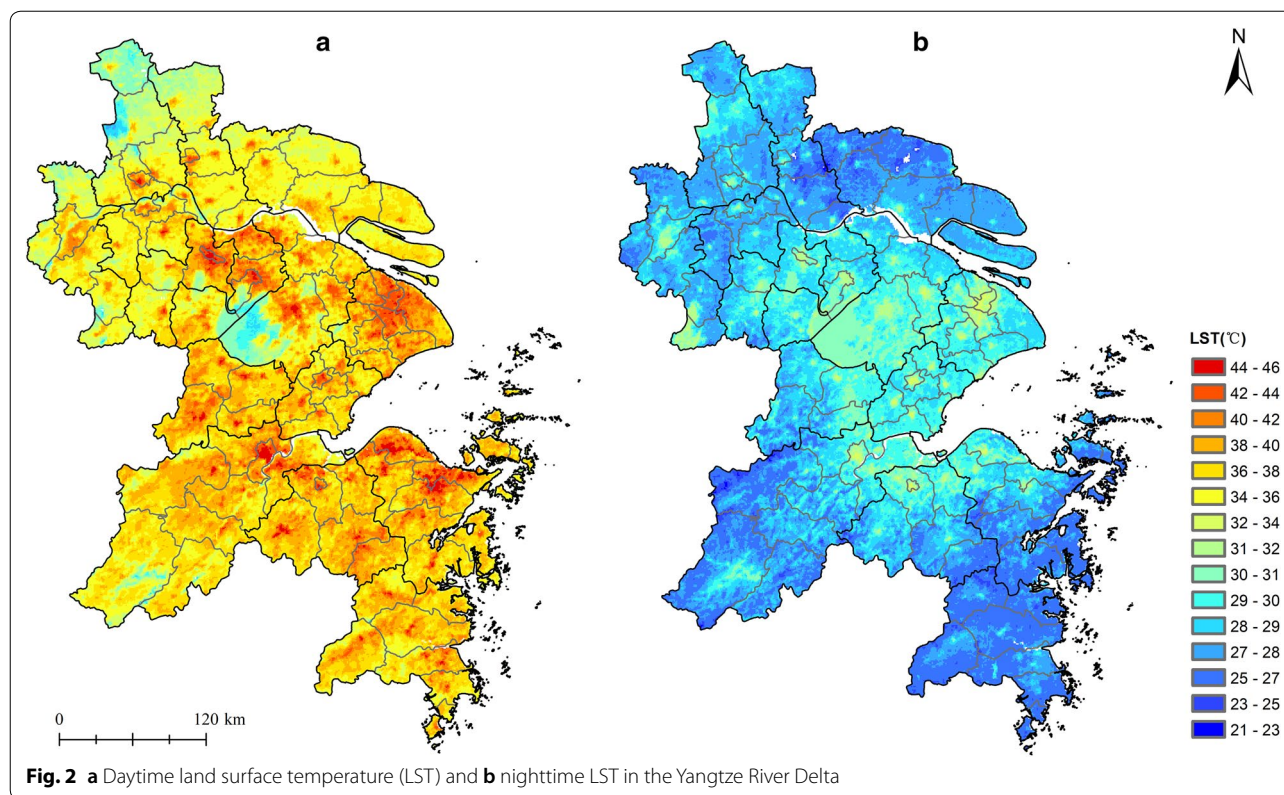 a
b
N
LST(℃)
44 - 46
42 - 44
40 - 42
38 - 40
36 - 38
34 - 36
32 - 34
31 - 32
30 - 31
29 - 30
28 - 29
27 - 28
25 - 27
23 - 25
21 - 23
0 120 km
Fig. 2 a Daytime land surface temperature (LST) and b nighttime LST in the Yangtze River Delta